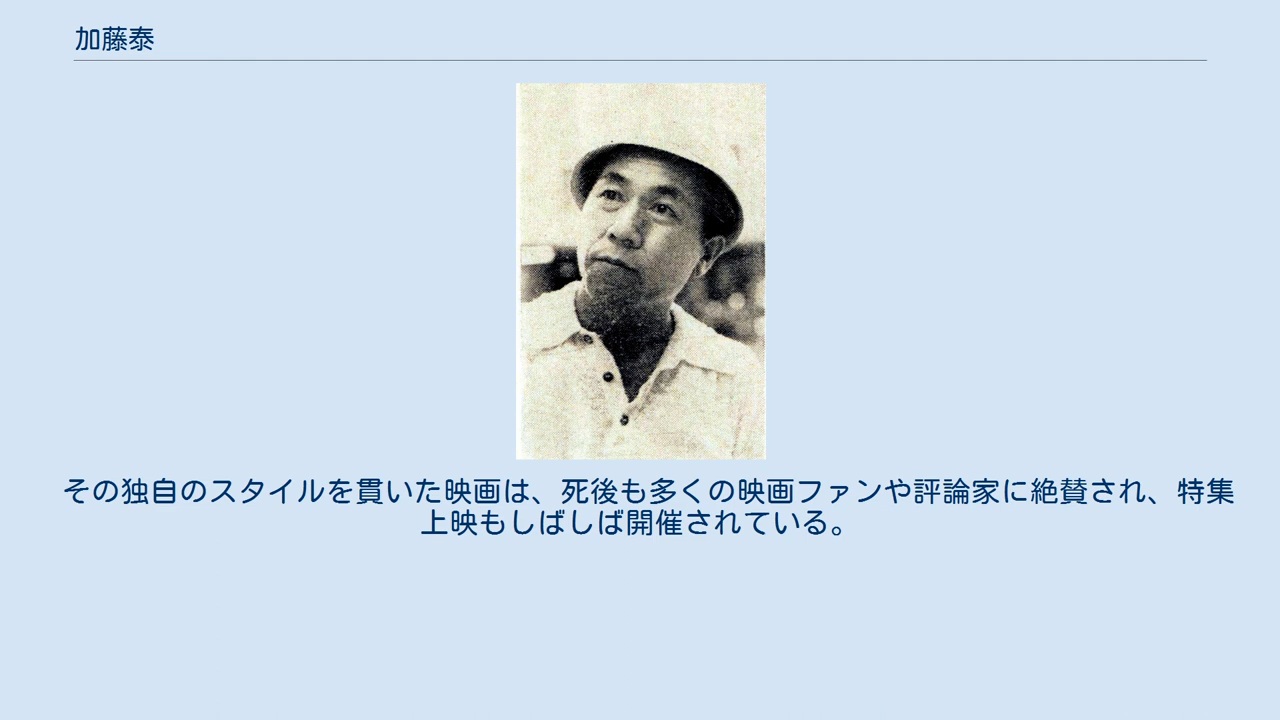 加藤泰
その独自のスタイルを貫いた映画は、死後も多くの映画ファンや評論家に絶賛され、特集
上映もしばしば開催されている。